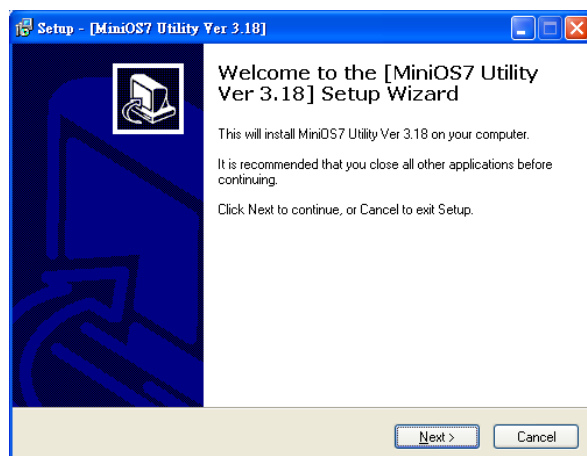 Setup - [MiniOS7 Utility Ver 3.18]
Welcome to the [MiniOS7 Utility
Ver 3.18] Setup Wizard
This will install MiniOS7 Utility Ver 3.18 on your computer.
It is recommended that you close all other applications before
continuing.
Click Next to continue, or Cancel to exit Setup.
Next >
Cancel